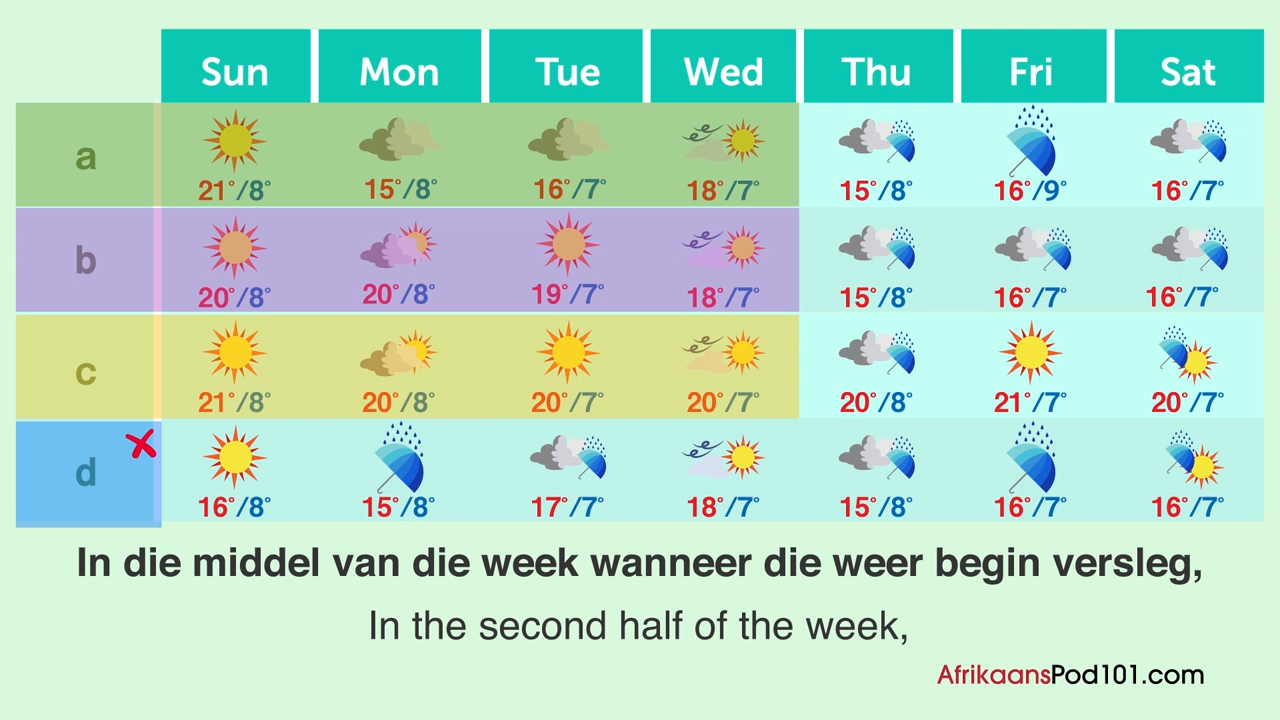 Sun Mon Tue Wed Thu Fri Sat
a
21°/8° 15°/8° 16°/7° 18°/7° 15°/8° 16°/9° 16°/7°
b
20°/8° 20°/8° 19°/7° 18°/7° 15°/8° 16°/7° 16°/7°
c
21°/8° 20°/8° 20°/7° 20°/7° 20°/8° 21°/7° 20°/7°
d
16°/8° 15°/8° 17°/7° 18°/7° 15°/8° 16°/7° 16°/7°
In die middel van die week wanneer die weer begin versleg,
In the second half of the week,
AfrikaansPod101.com